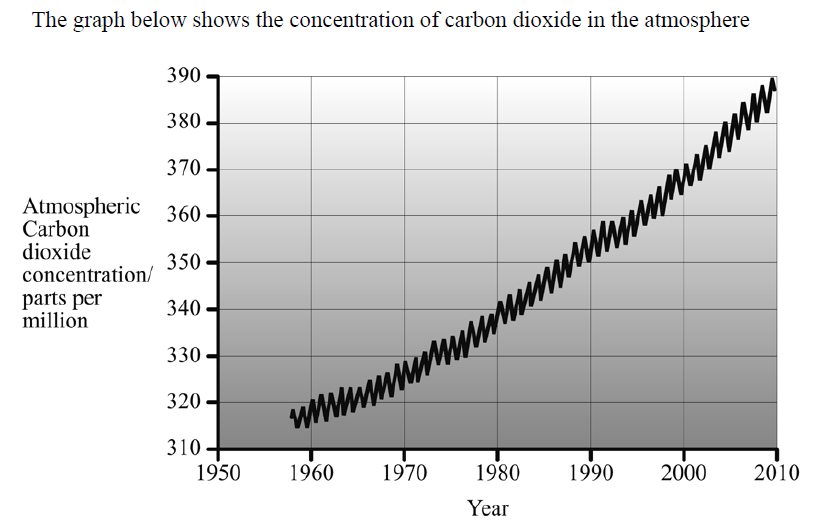 The graph below shows the concentration of carbon dioxide in the atmosphere
390
380
370
360
350
340
330
320
310
Atmospheric
Carbon
dioxide
concentration/
parts per
million
1950 1960 1970 1980 1990 2000 2010
Year